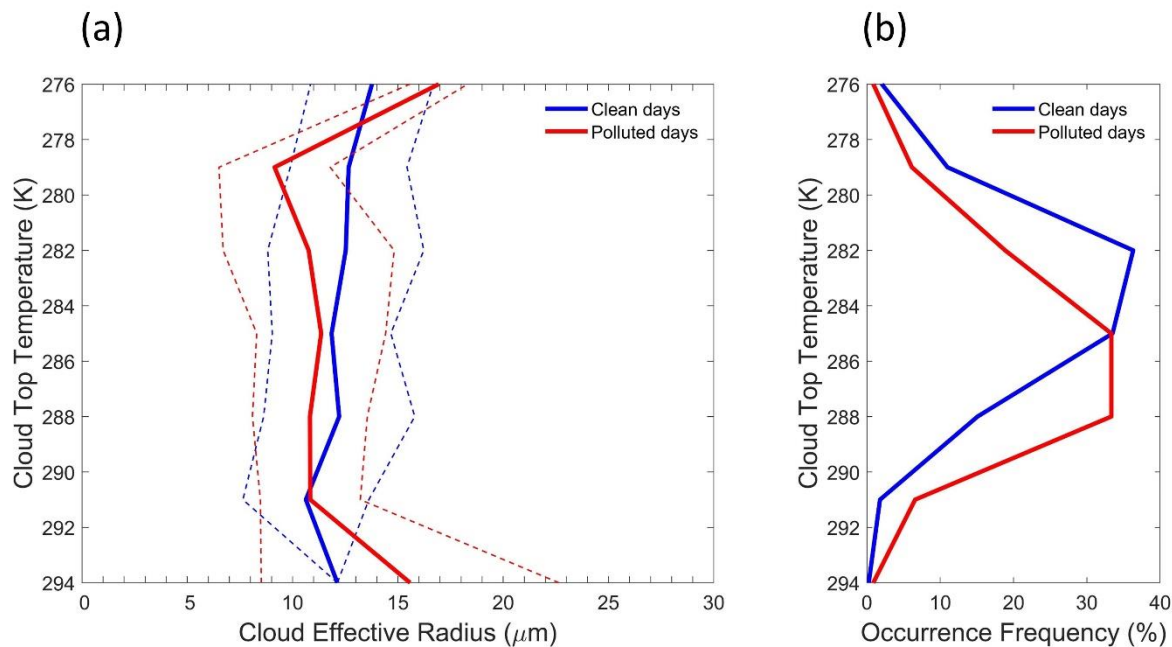 (a)
276
278
280
282
284
286
288
290
292
294
Cloud Top Temperature (K)
Clean days
Polluted days
0 5 10 15 20 25 30
Cloud Effective Radius (μm)
(b)
276
278
280
282
284
286
288
290
292
294
Cloud Top Temperature (K)
Clean days
Polluted days
0 10 20 30 40
Occurrence Frequency (%)